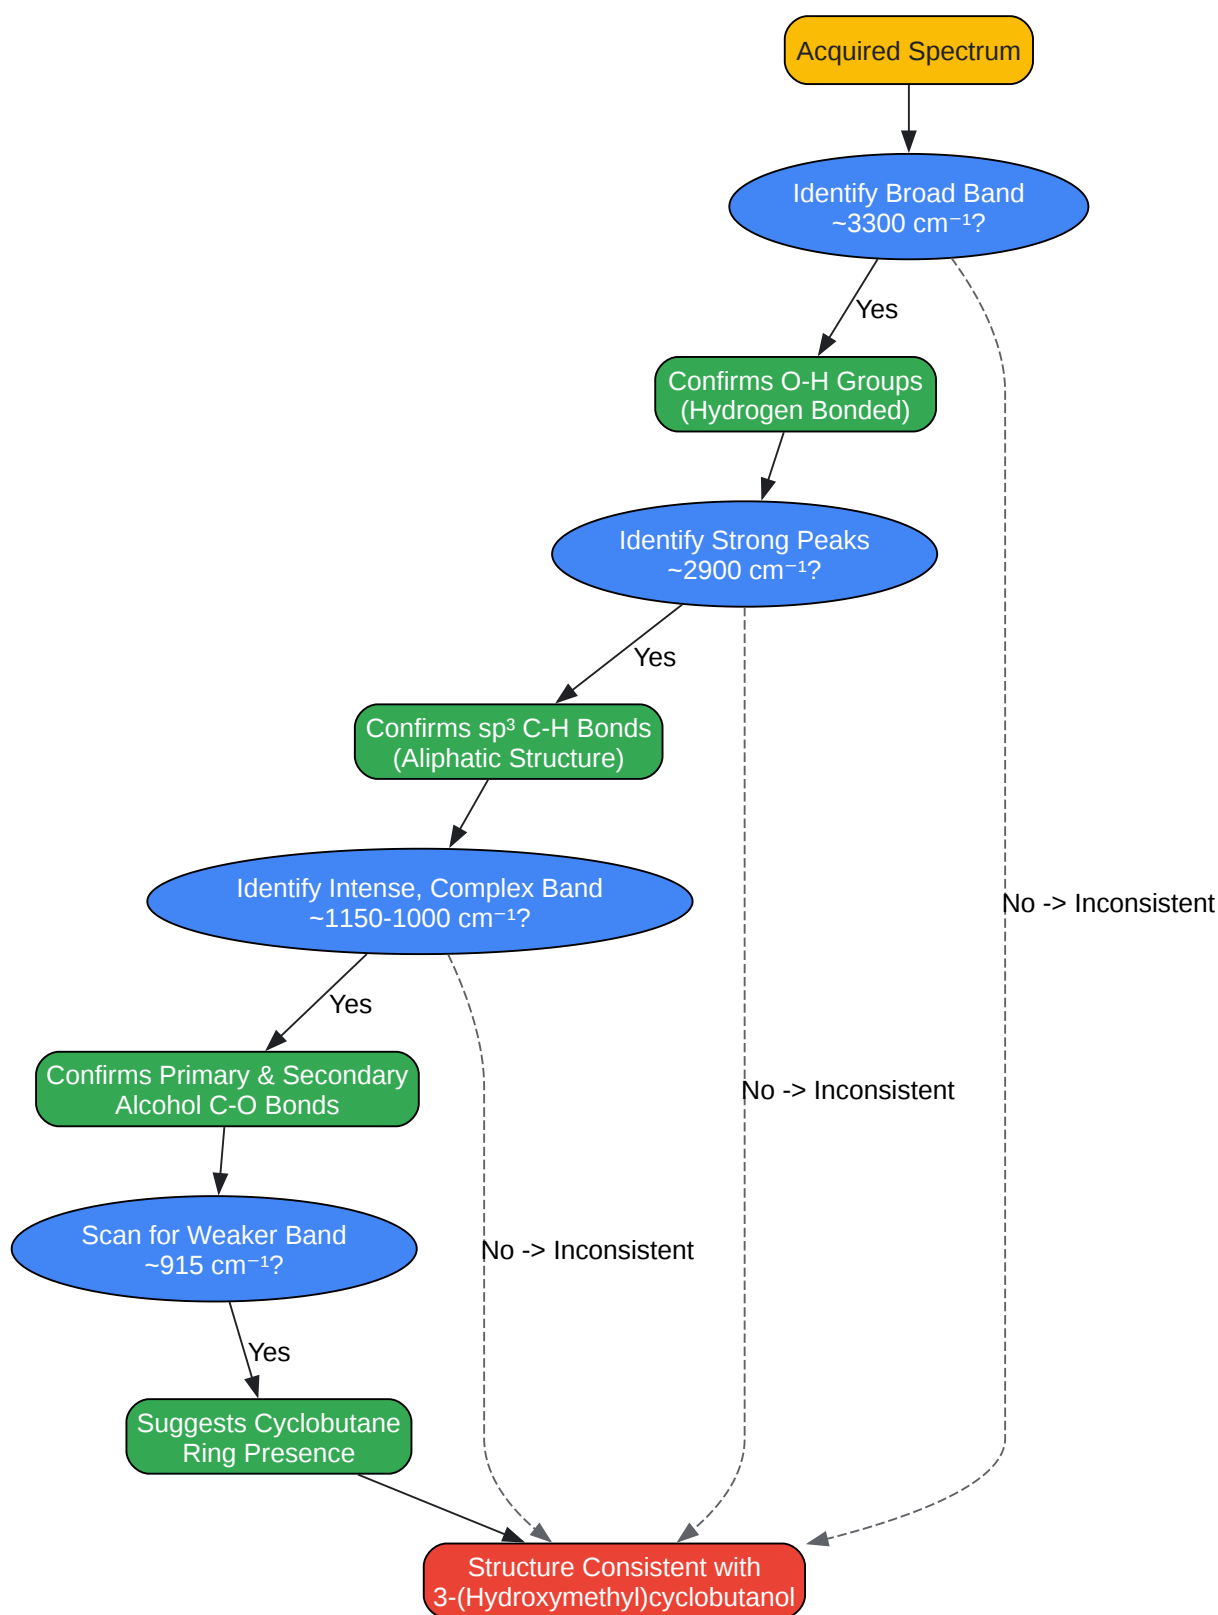 Acquired Spectrum
Identify Broad Band
~3300 cm⁻¹?
Yes
Confirms O-H Groups
(Hydrogen Bonded)
Identify Strong Peaks
~2900 cm⁻¹?
Yes
Confirms sp³ C-H Bonds
(Aliphatic Structure)
Identify Intense, Complex Band
~1150-1000 cm⁻¹?
No -> Inconsistent
Yes
Confirms Primary & Secondary
Alcohol C-O Bonds
No -> Inconsistent
Scan for Weaker Band
~915 cm⁻¹?
No -> Inconsistent
Yes
Suggests Cyclobutane
Ring Presence
Structure Consistent with
3-(Hydroxymethyl)cyclobutanol